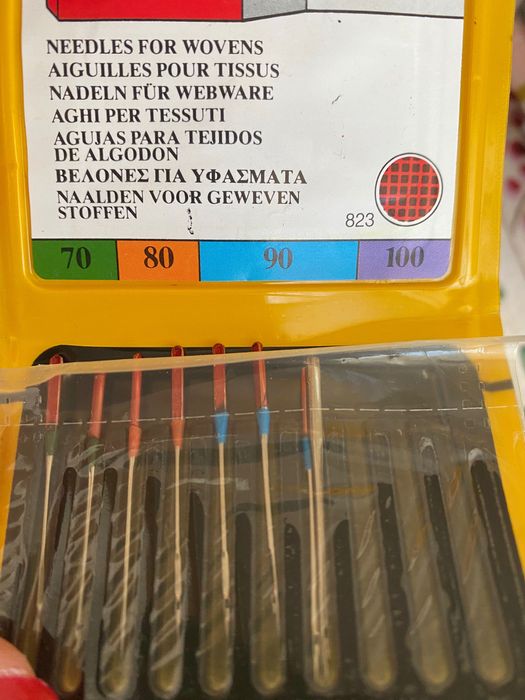 NEEDLES FOR WOVENS
AIGUILLES POUR TISSUS
NADELN FÜR WEBWARE
AGHI PER TESSUTI
AGUJAS PARA TEJIDOS
DE ALGODON
ΒΕΛΟΝΕΣ ΓΙΑ ΥΦΑΣΜΑΤΑ
NAALDEN VOOR GEWEVEN
STOFFEN
823
70 80 90 100